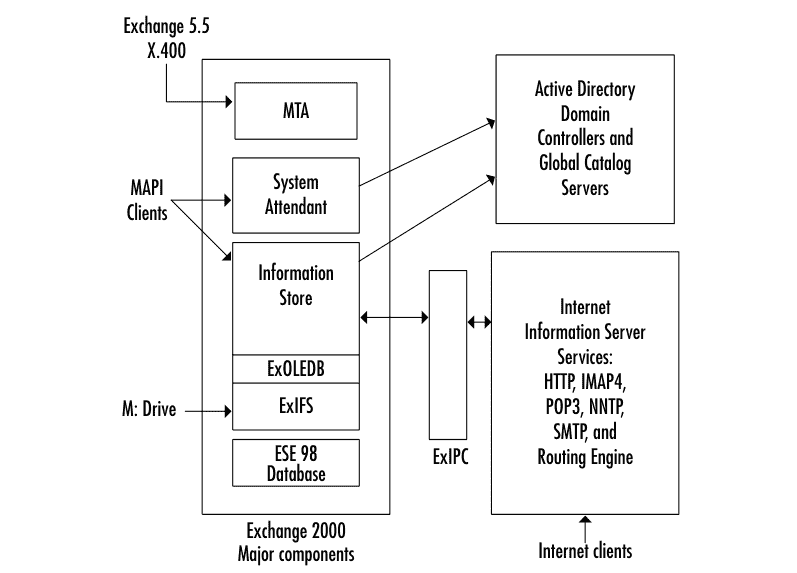 Exchange 5.5
X.400
MTA
System
Attendant
MAPI
Clients
Information
Store
ExOLEDB
ExIFS
M: Drive
ESE 98
Database
Exchange 2000
Major components
Active Directory
Domain
Controllers and
Global Catalog
Servers
ExIPC
Internet
Information Server
Services:
HTTP, IMAP4,
POP3, NNTP,
SMTP, and
Routing Engine
Internet clients